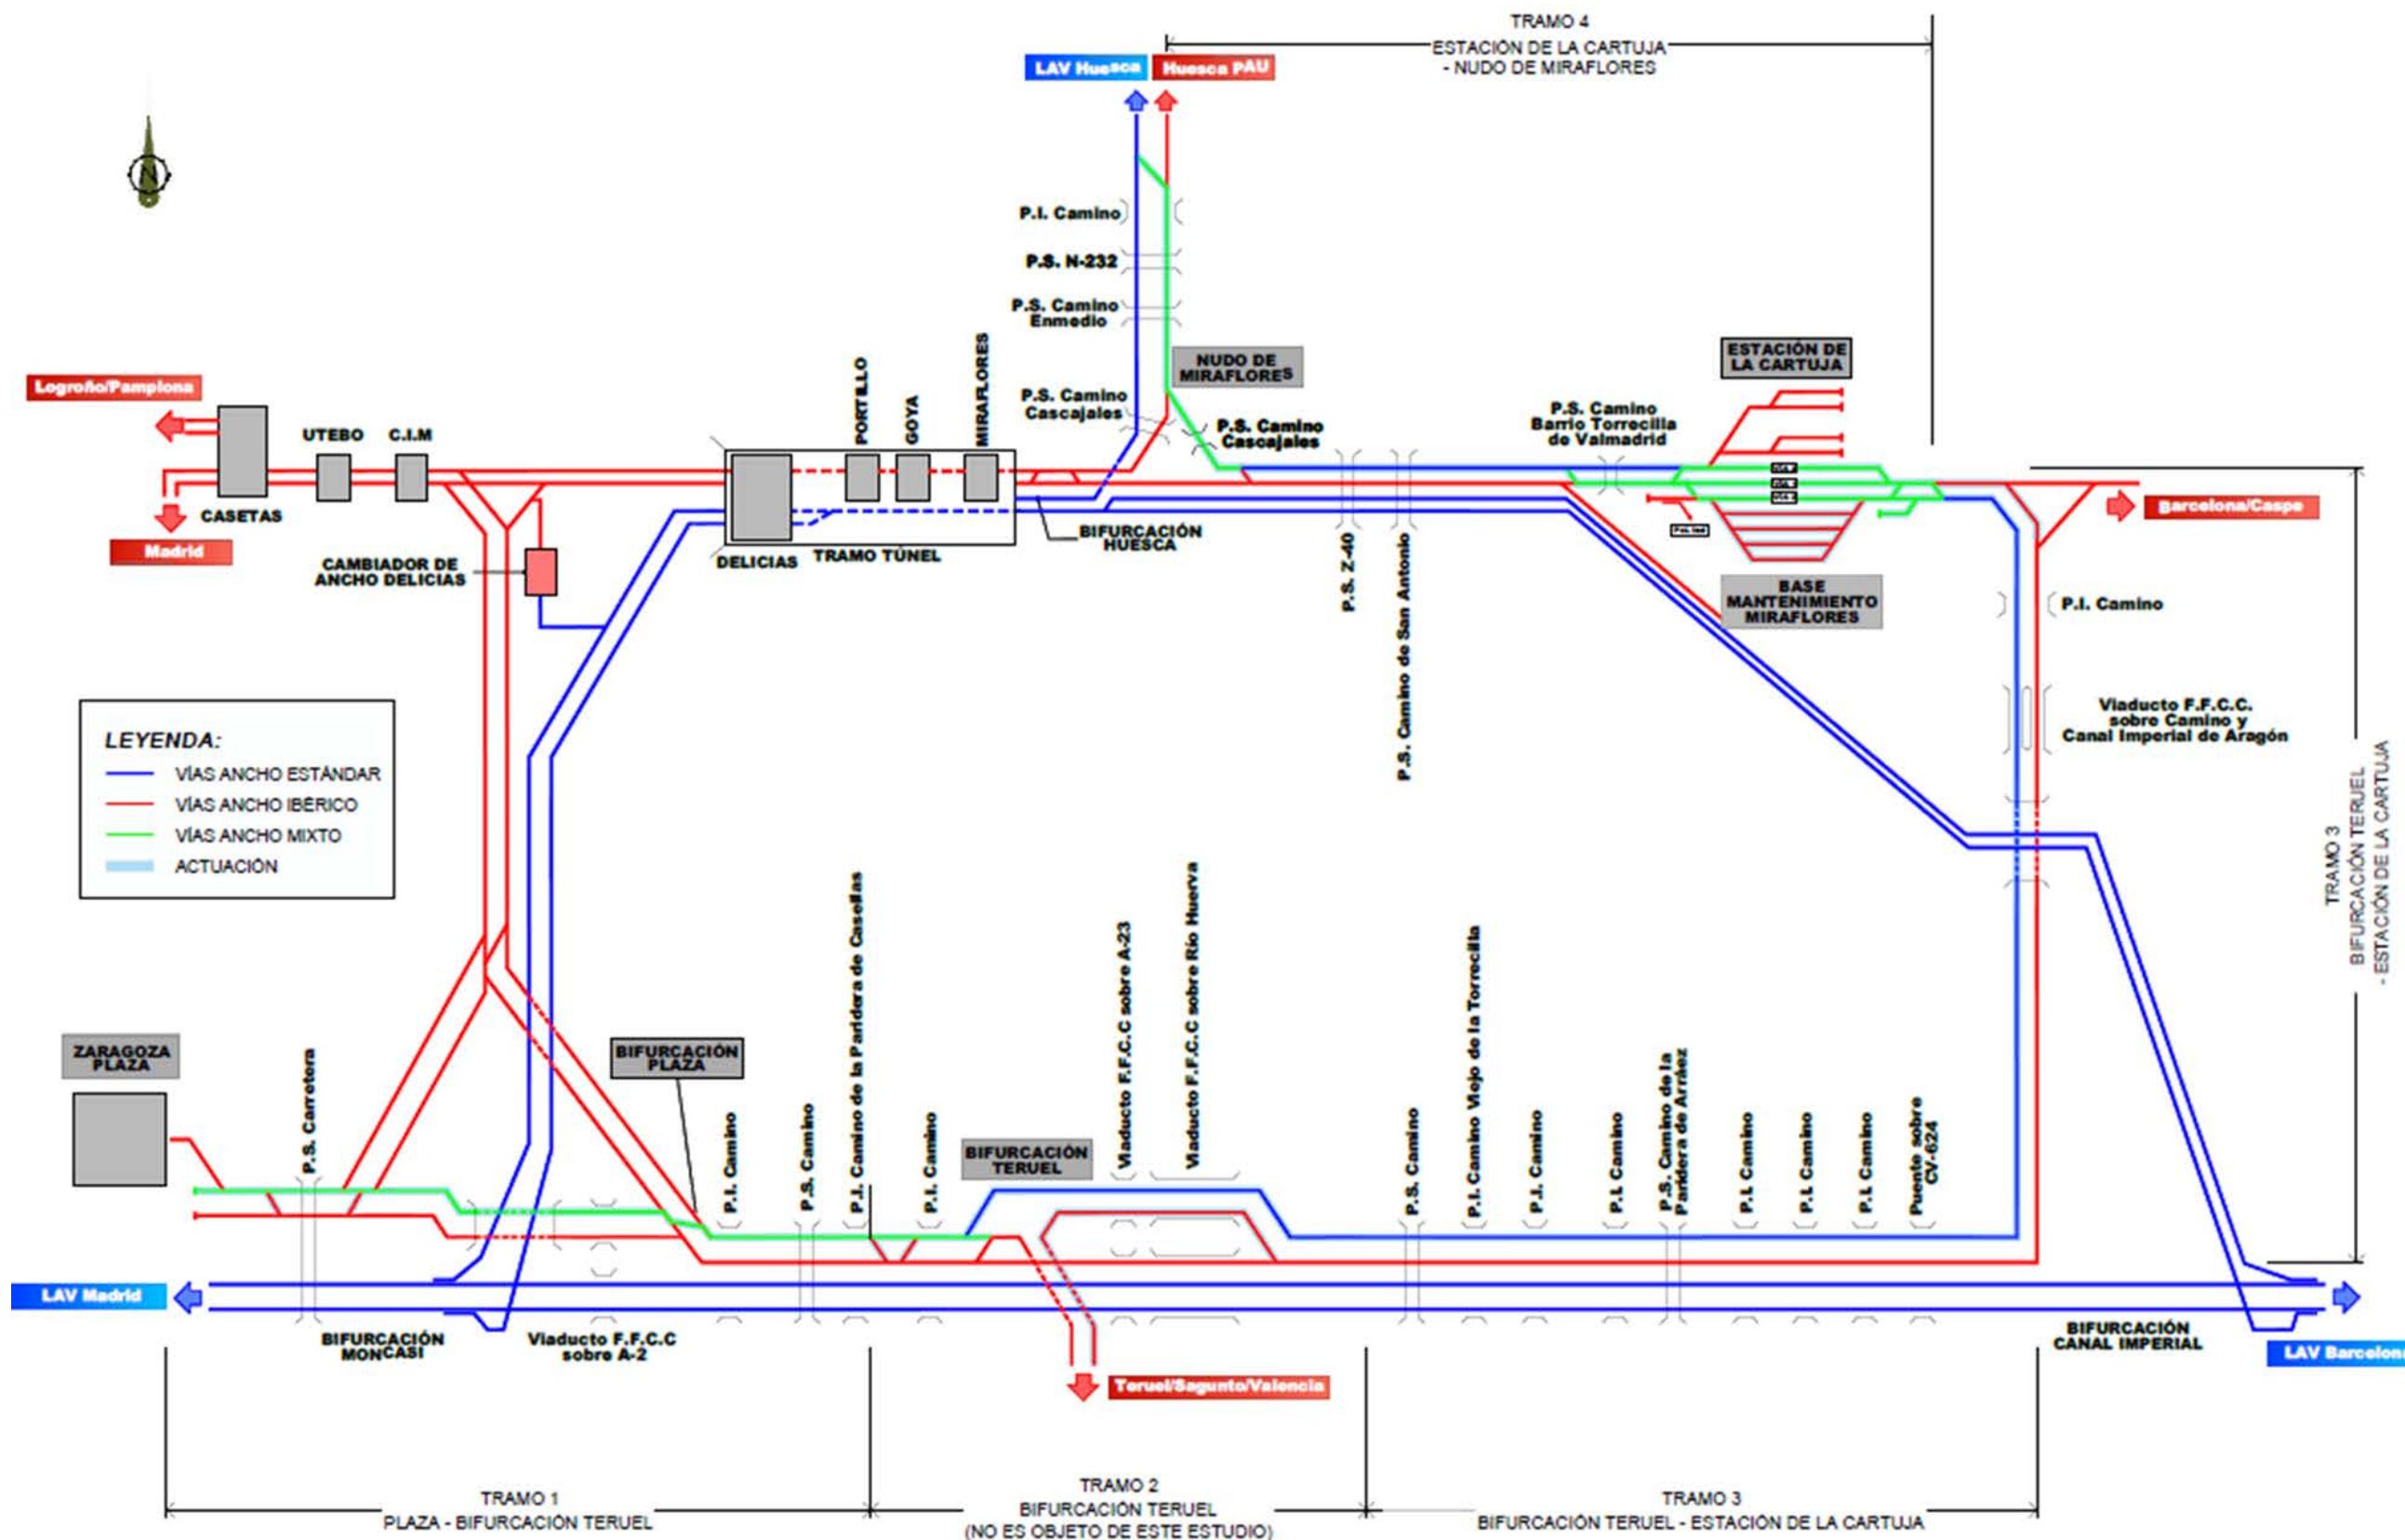 TRAMO 4
ESTACIÓN DE LA CARTUJA
- NUDO DE MIRAFLORES
LAV Huesca
Huesca PAU
N
P.I. Camino
P.S. N-232
P.S. Camino
Enmedio
NUDO DE
MIRAFLORES
ESTACIÓN DE
LA CARTUJA
Logroño/Pamplona
PORTILLO
GOYA
MIRAFLORES
P.S. Camino
Cascajales
P.S. Camino
Cascajales
P.S. Camino
Barrio Torrecilla
de Valmadrid
UTEBO
C.I.M
CASETAS
Madrid
CAMBIADOR DE
ANCHO DELICIAS
DELICIAS
TRAMO TÚNEL
BIFURCACIÓN
HUESCA
P.S. Z-40
P.S. Camino de San Antonio
Barcelona/Caspe
BASE
MANTENIMIENTO
MIRAFLORES
P.I. Camino
Viaducto F.F.C.C.
sobre Camino y
Canal Imperial de Aragón
LEYENDA:
VÍAS ANCHO ESTÁNDAR
VÍAS ANCHO IBÉRICO
VÍAS ANCHO MIXTO
ACTUACIÓN
TRAMO 3
BIFURCACIÓN TERUEL
- ESTACIÓN DE LA CARTUJA
ZARAGOZA
PLAZA
P.S. Carretera
BIFURCACIÓN
PLAZA
P.I. Camino
P.S. Camino
P.I. Camino de la Paridera de Casellas
P.I. Camino
BIFURCACIÓN
TERUEL
Viaducto F.F.C.C sobre A-23
Viaducto F.F.C.C sobre Río Huerva
P.S. Camino
P.I. Camino Viejo de la Torrecilla
P.I. Camino
P.I. Camino
P.S. Camino de la
Paridera de Arráez
P.I. Camino
P.I. Camino
P.I. Camino
Puente sobre
CV-624
LAV Madrid
BIFURCACIÓN
MONCASI
Viaducto F.F.C.C
sobre A-2
BIFURCACIÓN
CANAL IMPERIAL
LAV Barcelona
Teruel/Sagunto/Valencia
TRAMO 1
PLAZA - BIFURCACIÓN TERUEL
TRAMO 2
BIFURCACIÓN TERUEL
(NO ES OBJETO DE ESTE ESTUDIO)
TRAMO 3
BIFURCACIÓN TERUEL - ESTACIÓN DE LA CARTUJA